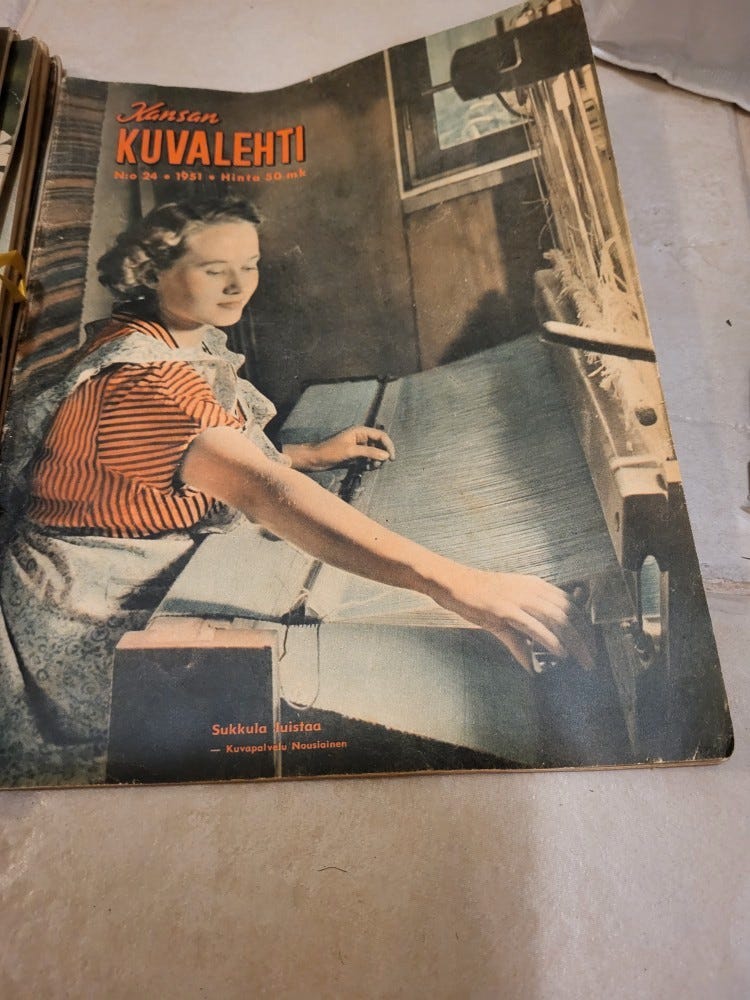 Kansan
KUVALEHTI
N:o 24 • 1951 • Hinta 50 mk
Sukkula luistaa
— Kuvapalvelu Nousiainen